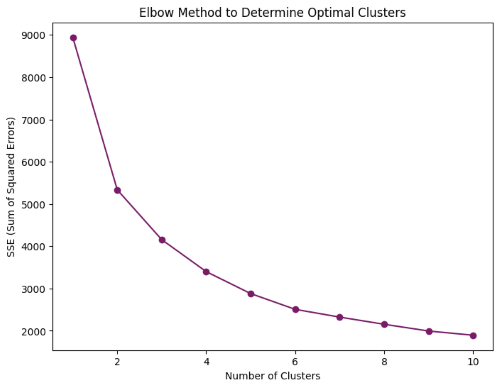 Elbow Method to Determine Optimal Clusters
9000
8000
7000
6000
5000
4000
3000
2000
SSE (Sum of Squared Errors)
2 4 6 8 10
Number of Clusters